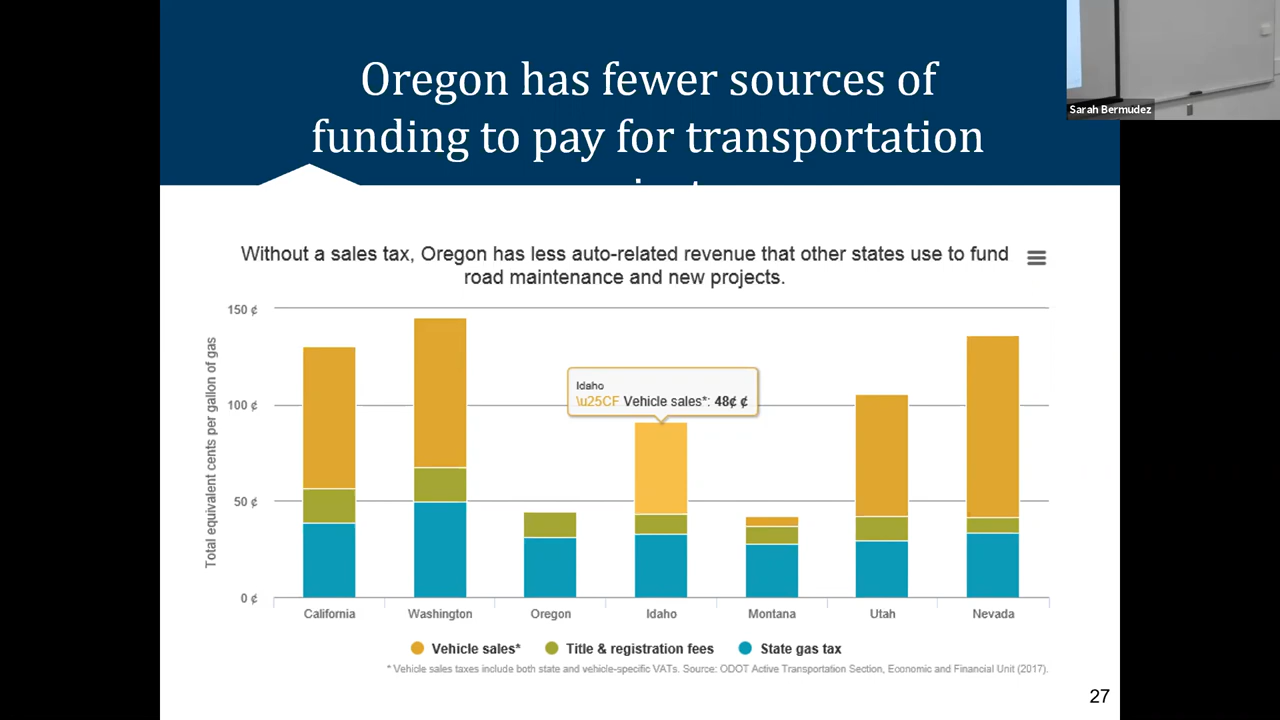 Oregon has fewer sources of
funding to pay for transportation
Sarah Bermudez
Without a sales tax, Oregon has less auto-related revenue that other states use to fund
road maintenance and new projects.
150 ¢
100 ¢
50 ¢
0 ¢
Total equivalent cents per gallon of gas
Idaho
\u25CF Vehicle sales*: 48¢ ¢
California
Washington
Oregon
Idaho
Montana
Utah
Nevada
Vehicle sales*
Title & registration fees
State gas tax
* Vehicle sales taxes include both state and vehicle-specific VATs. Source: ODOT Active Transportation Section, Economic and Financial Unit (2017).
27